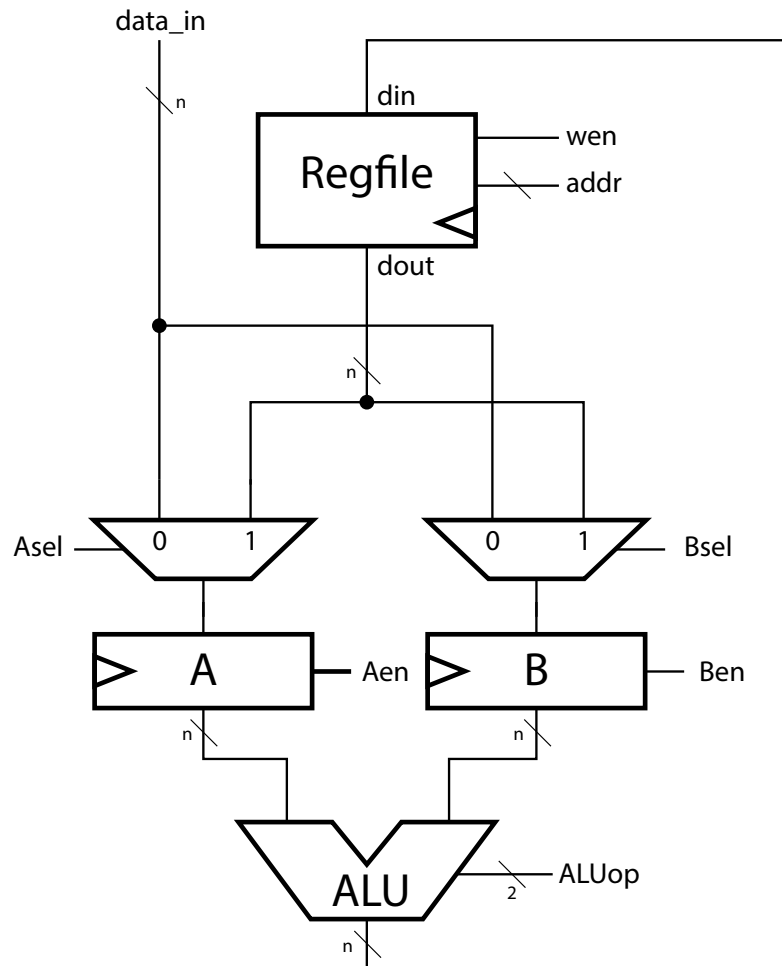 data_in
n
din
Regfile
wen
addr
dout
n
Asel
0
1
0
1
Bsel
A
Aen
B
Ben
n
n
ALU
ALUop
2
n